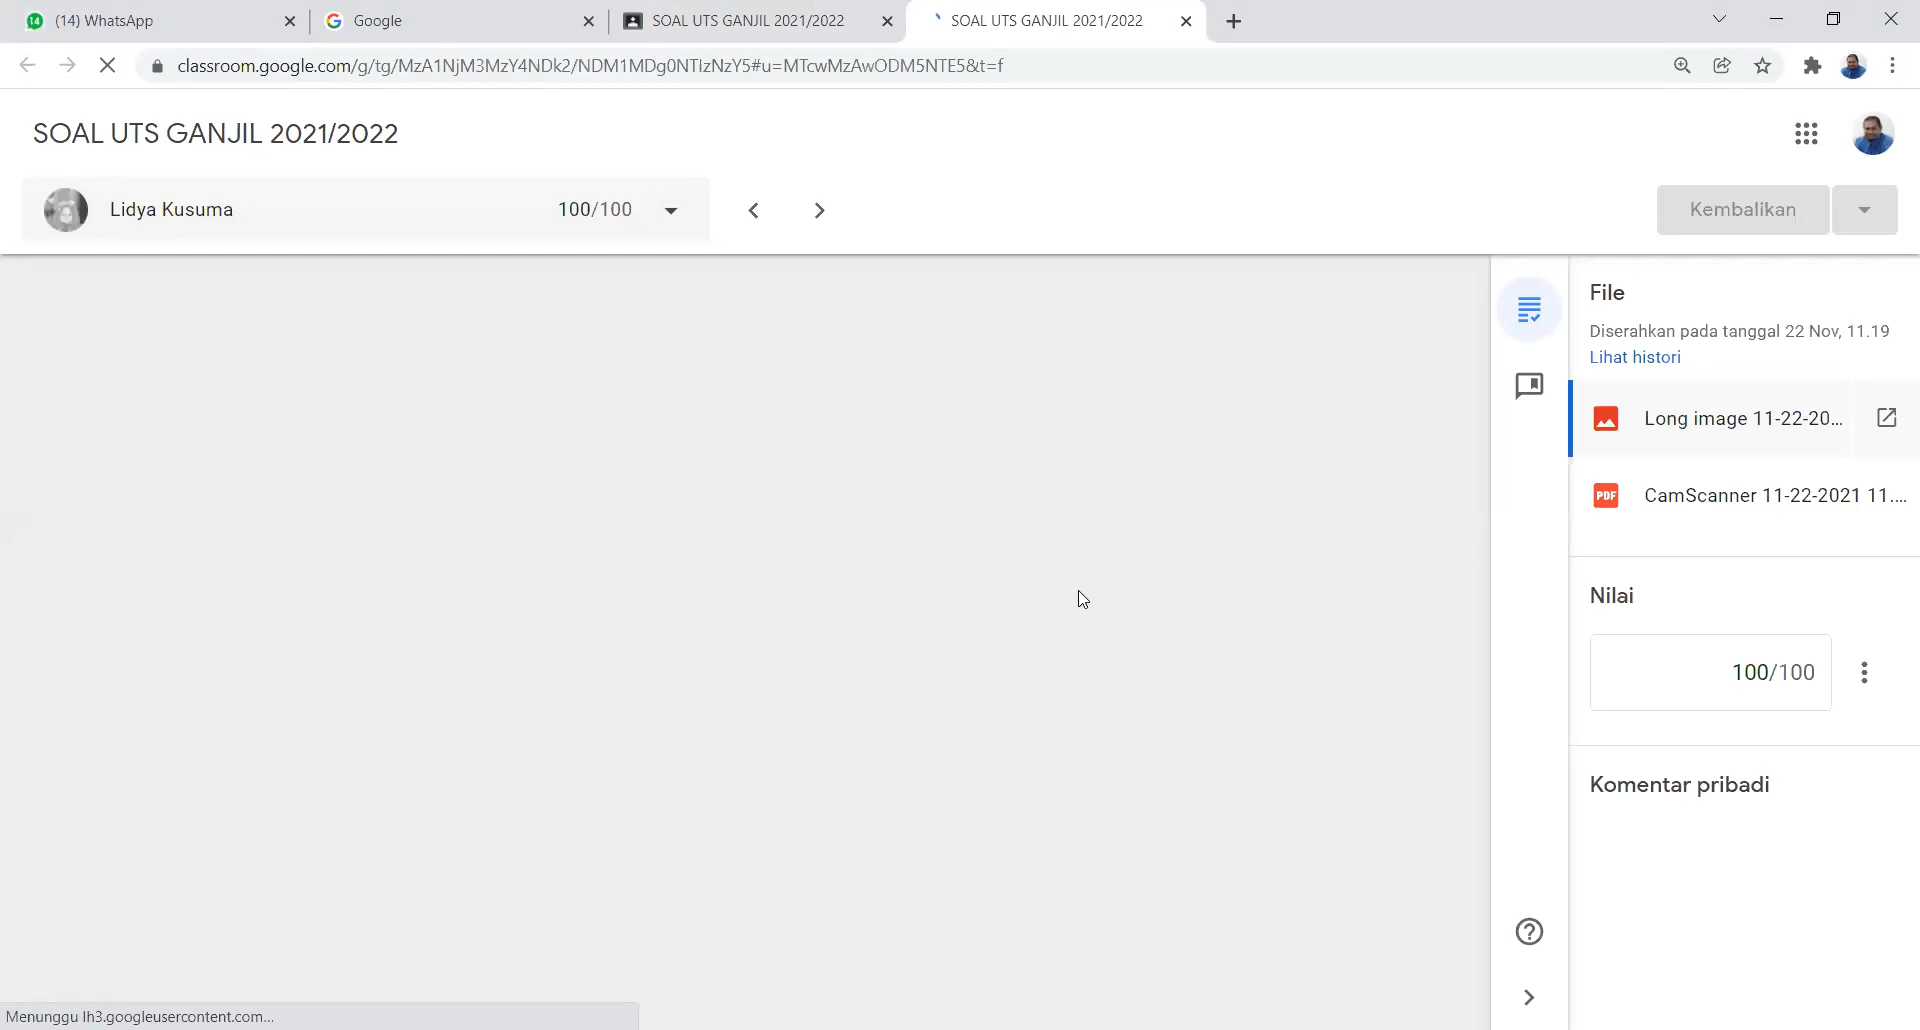 (14) WhatsApp
Google
SOAL UTS GANJIL 2021/2022
SOAL UTS GANJIL 2021/2022
classroom.google.com/g/tg/MzA1NjM3MzY4NDk2/NDM1MDg0NTIzNzY5#u=MTcwMzAwODM5NTE5&t=f
SOAL UTS GANJIL 2021/2022
Lidya Kusuma
100/100
Kembalikan
File
Diserahkan pada tanggal 22 Nov, 11.19
Lihat histori
Long image 11-22-20...
PDF
CamScanner 11-22-2021 11....
Nilai
100/100
Komentar pribadi
Menunggu lh3.googleusercontent.com...